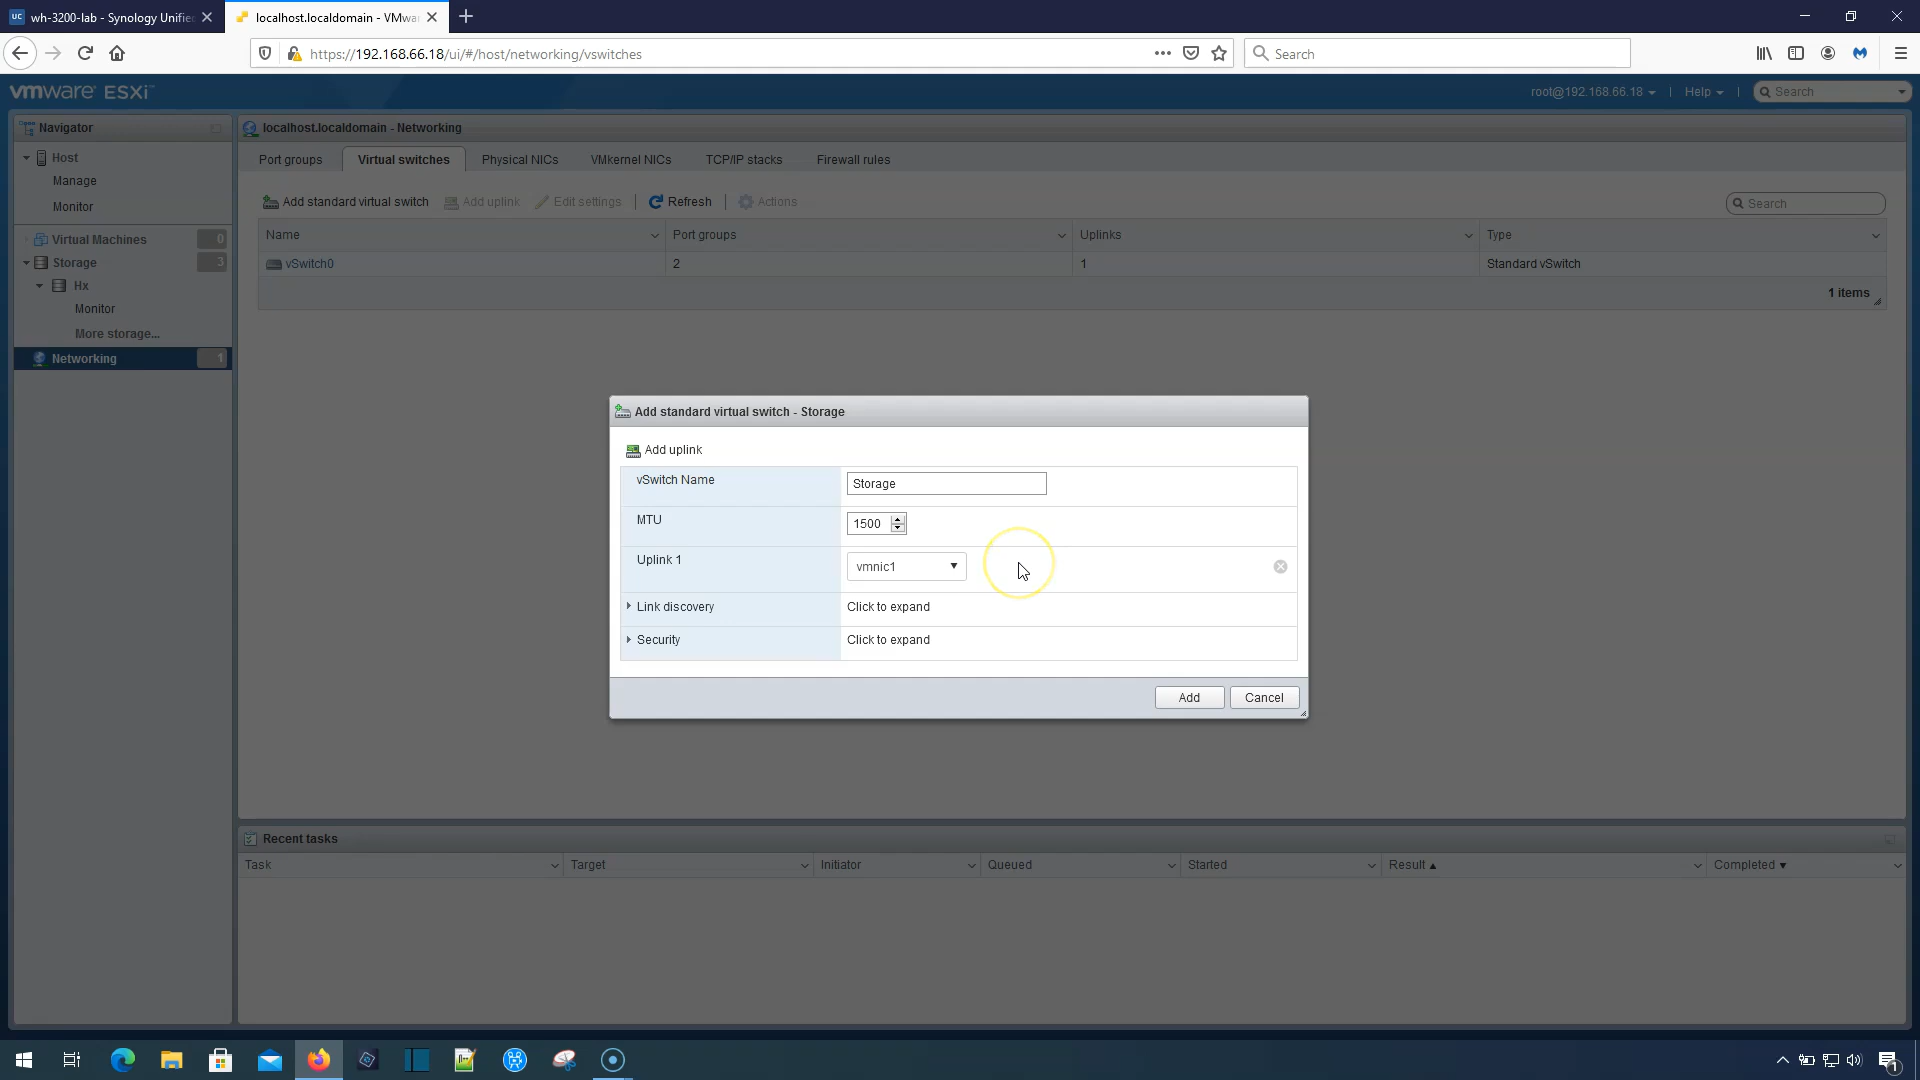 wh-3200-lab - Synology Unifie
localhost.localdomain - VMwa
https://192.168.66.18/ui/#/host/networking/vswitches
Search
vmware ESXi
root@192.168.66.18 | Help | Search
Navigator
Host
Manage
Monitor
Virtual Machines 0
Storage 3
Hx
Monitor
More storage...
Networking 1
localhost.localdomain - Networking
Port groups Virtual switches Physical NICs VMkernel NICs TCP/IP stacks Firewall rules
Add standard virtual switch Add uplink Edit settings | Refresh | Actions Search
Name Port groups Uplinks Type
vSwitch0 2 1 Standard vSwitch
1 items
Add standard virtual switch - Storage
Add uplink
vSwitch Name Storage
MTU 1500
Uplink 1 vmnic1
Link discovery Click to expand
Security Click to expand
Add Cancel
Recent tasks
Task Target Initiator Queued Started Result Completed
1